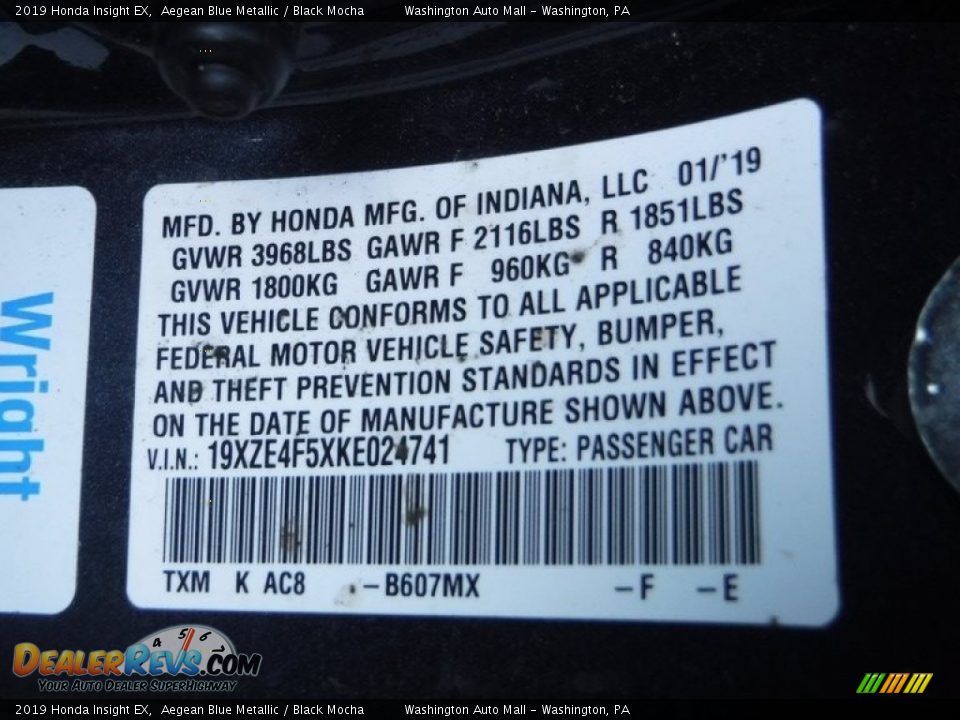 2019 Honda Insight EX, Aegean Blue Metallic / Black Mocha Washington Auto Mall - Washington, PA
MFD. BY HONDA MFG. OF INDIANA, LLC 01/'19
GVWR 3968LBS GAWR F 2116LBS R 1851LBS
GVWR 1800KG GAWR F 960KG R 840KG
THIS VEHICLE CONFORMS TO ALL APPLICABLE
FEDERAL MOTOR VEHICLE SAFETY, BUMPER,
AND THEFT PREVENTION STANDARDS IN EFFECT
ON THE DATE OF MANUFACTURE SHOWN ABOVE.
V.I.N.: 19XZE4F5XKE024741 TYPE: PASSENGER CAR
TXM K AC8 -B607MX -F -E
Wright
4 5 6
DEALERREVS.COM
YOUR AUTO DEALER SUPERHIGHWAY
2019 Honda Insight EX, Aegean Blue Metallic / Black Mocha Washington Auto Mall - Washington, PA